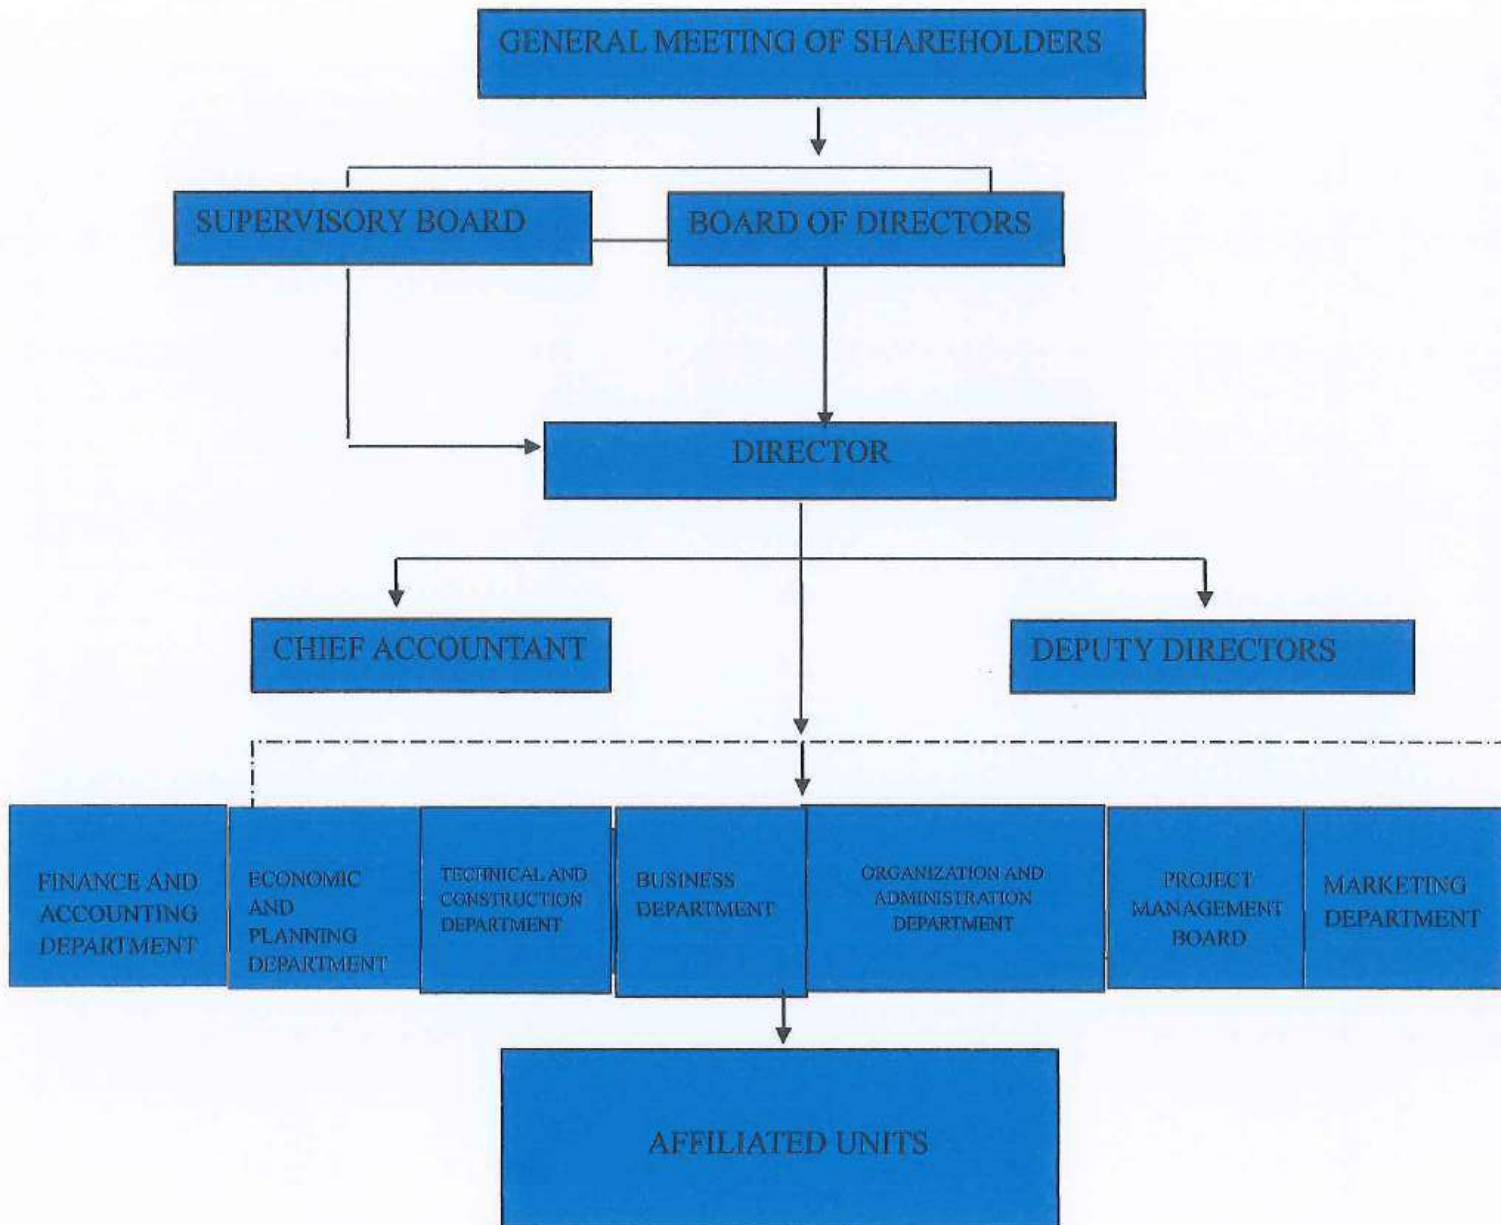 GENERAL MEETING OF SHAREHOLDERS
SUPERVISORY BOARD
BOARD OF DIRECTORS
DIRECTOR
CHIEF ACCOUNTANT
DEPUTY DIRECTORS
FINANCE AND
ACCOUNTING
DEPARTMENT
ECONOMIC
AND
PLANNING
DEPARTMENT
TECHNICAL AND
CONSTRUCTION
DEPARTMENT
BUSINESS
DEPARTMENT
ORGANIZATION AND
ADMINISTRATION
DEPARTMENT
PROJECT
MANAGEMENT
BOARD
MARKETING
DEPARTMENT
AFFILIATED UNITS